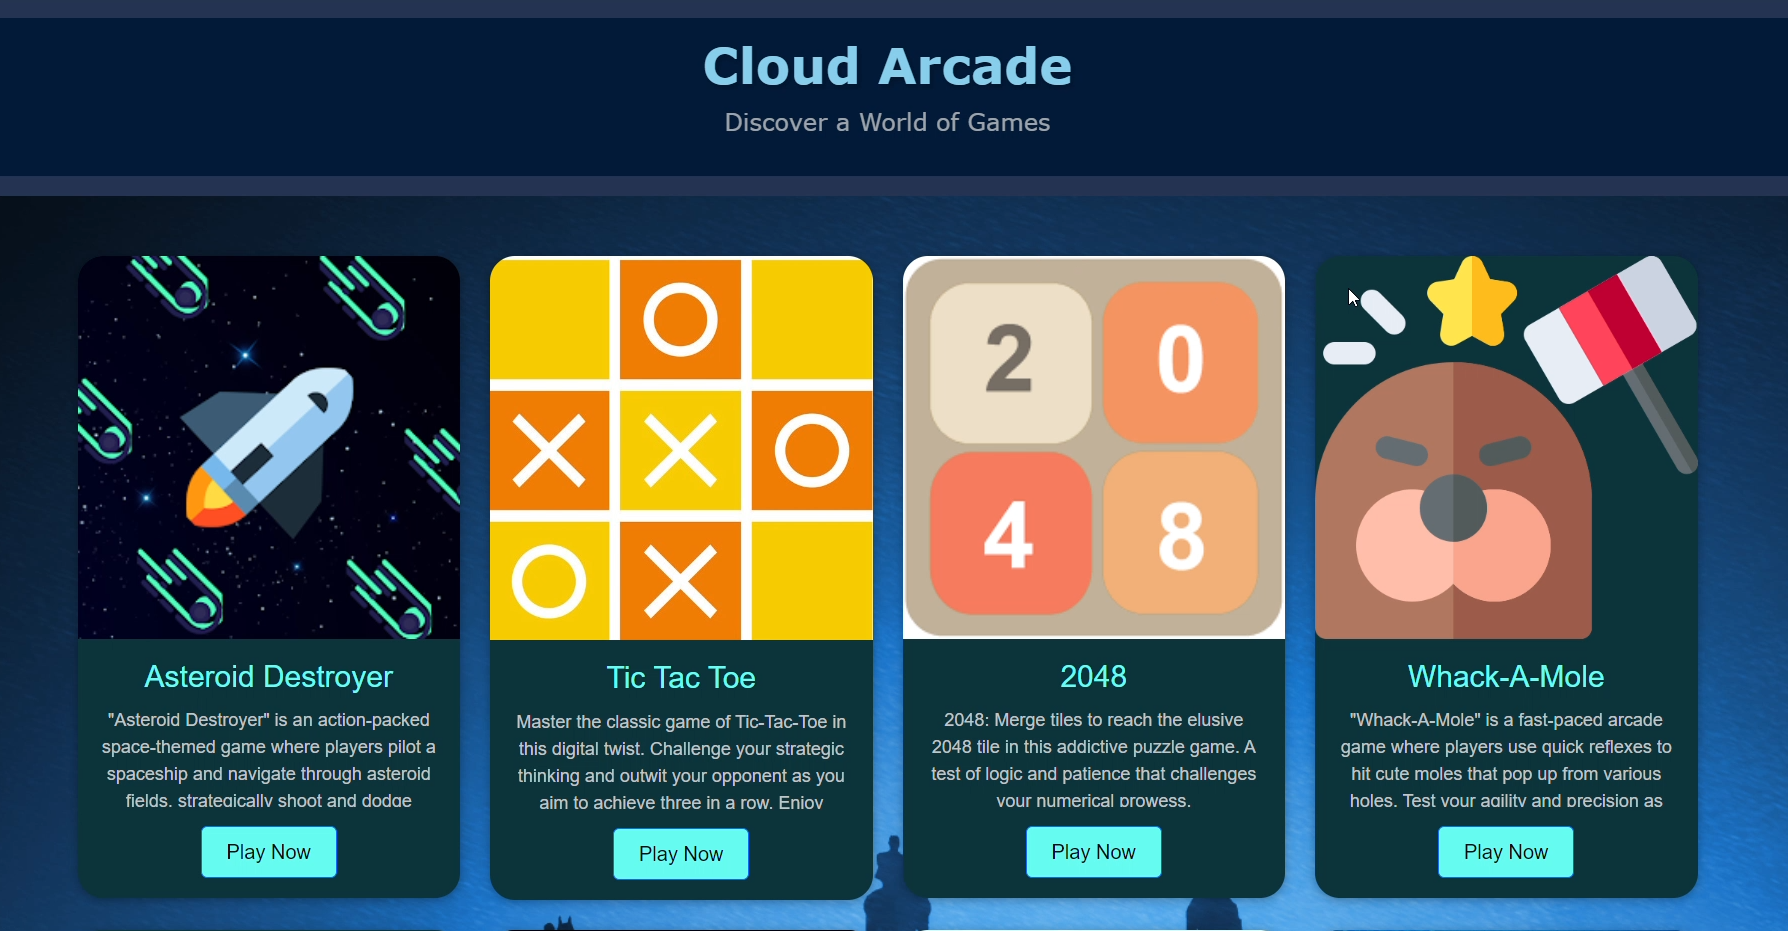 Cloud Arcade
Discover a World of Games
2 0
4 8
Asteroid Destroyer
"Asteroid Destroyer" is an action-packed
space-themed game where players pilot a
spaceship and navigate through asteroid
fields, strategically shoot and dodge
Play Now
Tic Tac Toe
Master the classic game of Tic-Tac-Toe in
this digital twist. Challenge your strategic
thinking and outwit your opponent as you
aim to achieve three in a row. Enjoy
Play Now
2048
2048: Merge tiles to reach the elusive
2048 tile in this addictive puzzle game. A
test of logic and patience that challenges
your numerical prowess.
Play Now
Whack-A-Mole
"Whack-A-Mole" is a fast-paced arcade
game where players use quick reflexes to
hit cute moles that pop up from various
holes. Test your agility and precision as
Play Now